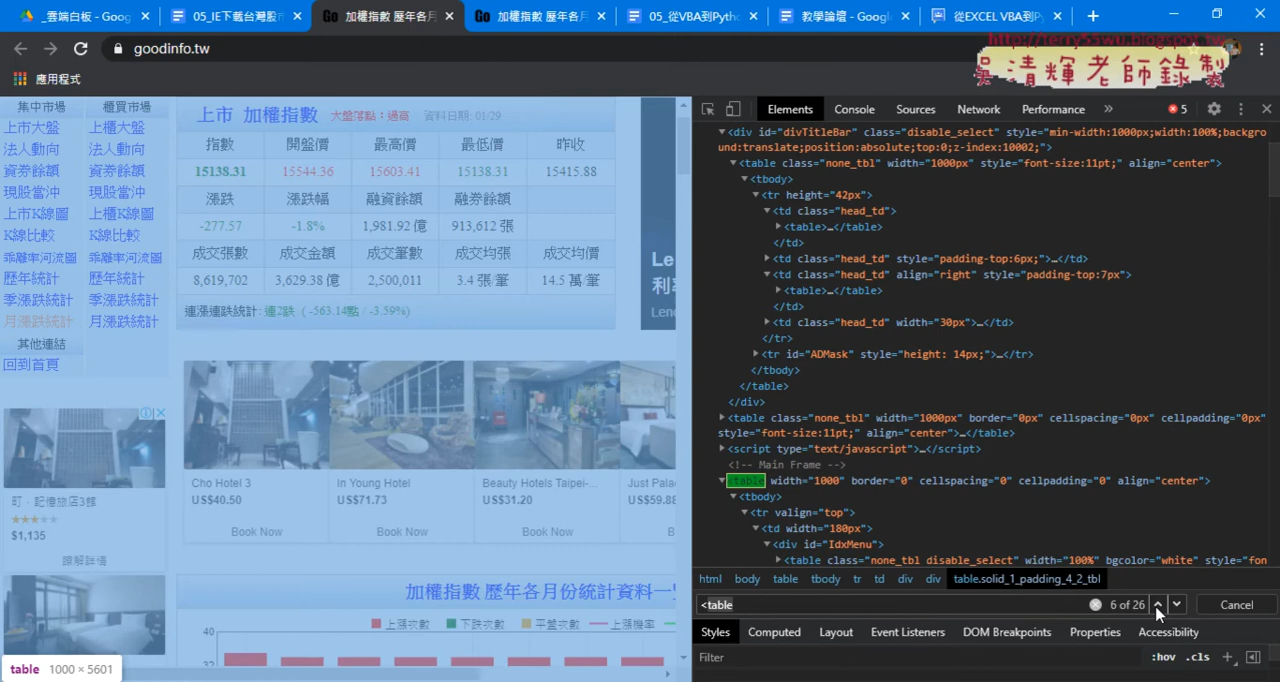 _雲端白板 - Goog
05_IE下載台灣股市
加權指數 歷年各月
加權指數 歷年各月
05_從VBA到Pytho
教學論壇 - Google
從EXCEL VBA到Py
goodinfo.tw
http://terry55wu.blogspot.tw
吳清輝老師錄製
應用程式
集中市場 櫃買市場
上市大盤 上櫃大盤
法人動向 法人動向
資券餘額 資券餘額
現股當沖 現股當沖
上市K線圖 上櫃K線圖
K線比較 K線比較
乖離率河流圖 乖離率河流圖
歷年統計 歷年統計
季漲跌統計 季漲跌統計
月漲跌統計 月漲跌統計
其他連結
回到首頁
上市 加權指數 大盤落點：過高 資料日期: 01/29
指數 開盤價 最高價 最低價 昨收
15138.31 15544.36 15603.41 15138.31 15415.88
漲跌 漲跌幅 融資餘額 融券餘額
-277.57 -1.8% 1,981.92 億 913,612 張
成交張數 成交金額 成交筆數 成交均張 成交均價
8,619,702 3,629.38 億 2,500,011 3.4 張/筆 14.5 萬/筆
連漲連跌統計: 連2跌 ( -563.14點 / -3.59%)
Le
利率
Lend
Cho Hotel 3 In Young Hotel Beauty Hotels Taipei-... Just Pala
US$40.50 US$71.73 US$31.20 US$59.88
Book Now Book Now Book Now B
町．記憶旅店3館
$1,135
瞭解詳情
加權指數 歷年各月份統計資料一覽
40
32
上漲次數 下跌次數 平盤次數 上漲機率
table 1000 × 5601
Elements Console Sources Network Performance » 5
<div id="divTitleBar" class="disable_select" style="min-width:1000px;width:100%;backg
round:translate;position:absolute;top:0;z-index:10002;">
<table class="none_tbl" width="1000px" style="font-size:11pt;" align="center">
<tbody>
<tr height="42px">
<td class="head_td">
<table>…</table>
</td>
<td class="head_td" style="padding-top:6px;">…</td>
<td class="head_td" align="right" style="padding-top:7px">
<table>…</table>
</td>
<td class="head_td" width="30px">…</td>
</tr>
<tr id="ADMask" style="height: 14px;">…</tr>
</tbody>
</table>
</div>
<table class="none_tbl" width="1000px" border="0px" cellspacing="0px" cellpadding="0px"
style="font-size:11pt;" align="center">…</table>
<script type="text/javascript">…</script>
<!-- Main Frame -->
<table width="1000" border="0" cellspacing="0" cellpadding="0" align="center">
<tbody>
<tr valign="top">
<td width="180px">
<div id="IdxMenu">
<table class="none_tbl disable_select" width="100%" bgcolor="white" style="fon
html body table tbody tr td div div table.solid_1_padding_4_2_tbl
<table 6 of 26 Cancel
Styles Computed Layout Event Listeners DOM Breakpoints Properties Accessibility
Filter :hov .cls +